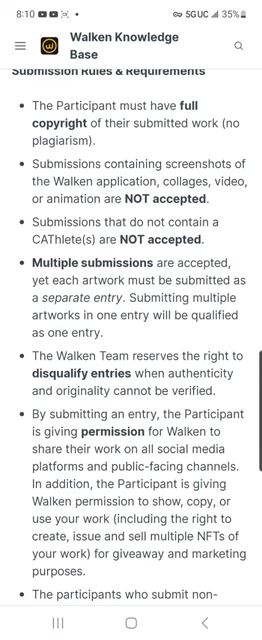 8:10
5GUC 35%
Walken Knowledge
Base
Submission Rules & Requirements
• The Participant must have full
copyright of their submitted work (no
plagiarism).
• Submissions containing screenshots of
the Walken application, collages, video,
or animation are NOT accepted.
• Submissions that do not contain a
CAThlete(s) are NOT accepted.
• Multiple submissions are accepted,
yet each artwork must be submitted as
a separate entry. Submitting multiple
artworks in one entry will be qualified
as one entry.
• The Walken Team reserves the right to
disqualify entries when authenticity
and originality cannot be verified.
• By submitting an entry, the Participant
is giving permission for Walken to
share their work on all social media
platforms and public-facing channels.
In addition, the Participant is giving
Walken permission to show, copy, or
use your work (including the right to
create, issue and sell multiple NFTs of
your work) for giveaway and marketing
purposes.
• The participants who submit non-